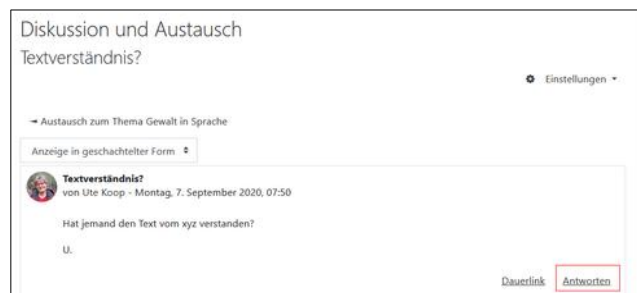 Diskussion und Austausch
Textverständnis?
Einstellungen
Austausch zum Thema Gewalt in Sprache
Anzeige in geschachtelter Form
Textverständnis?
von Ute Koop - Montag, 7. September 2020, 07:50
Hat jemand den Text vom xyz verstanden?
U.
Dauerlink Antworten